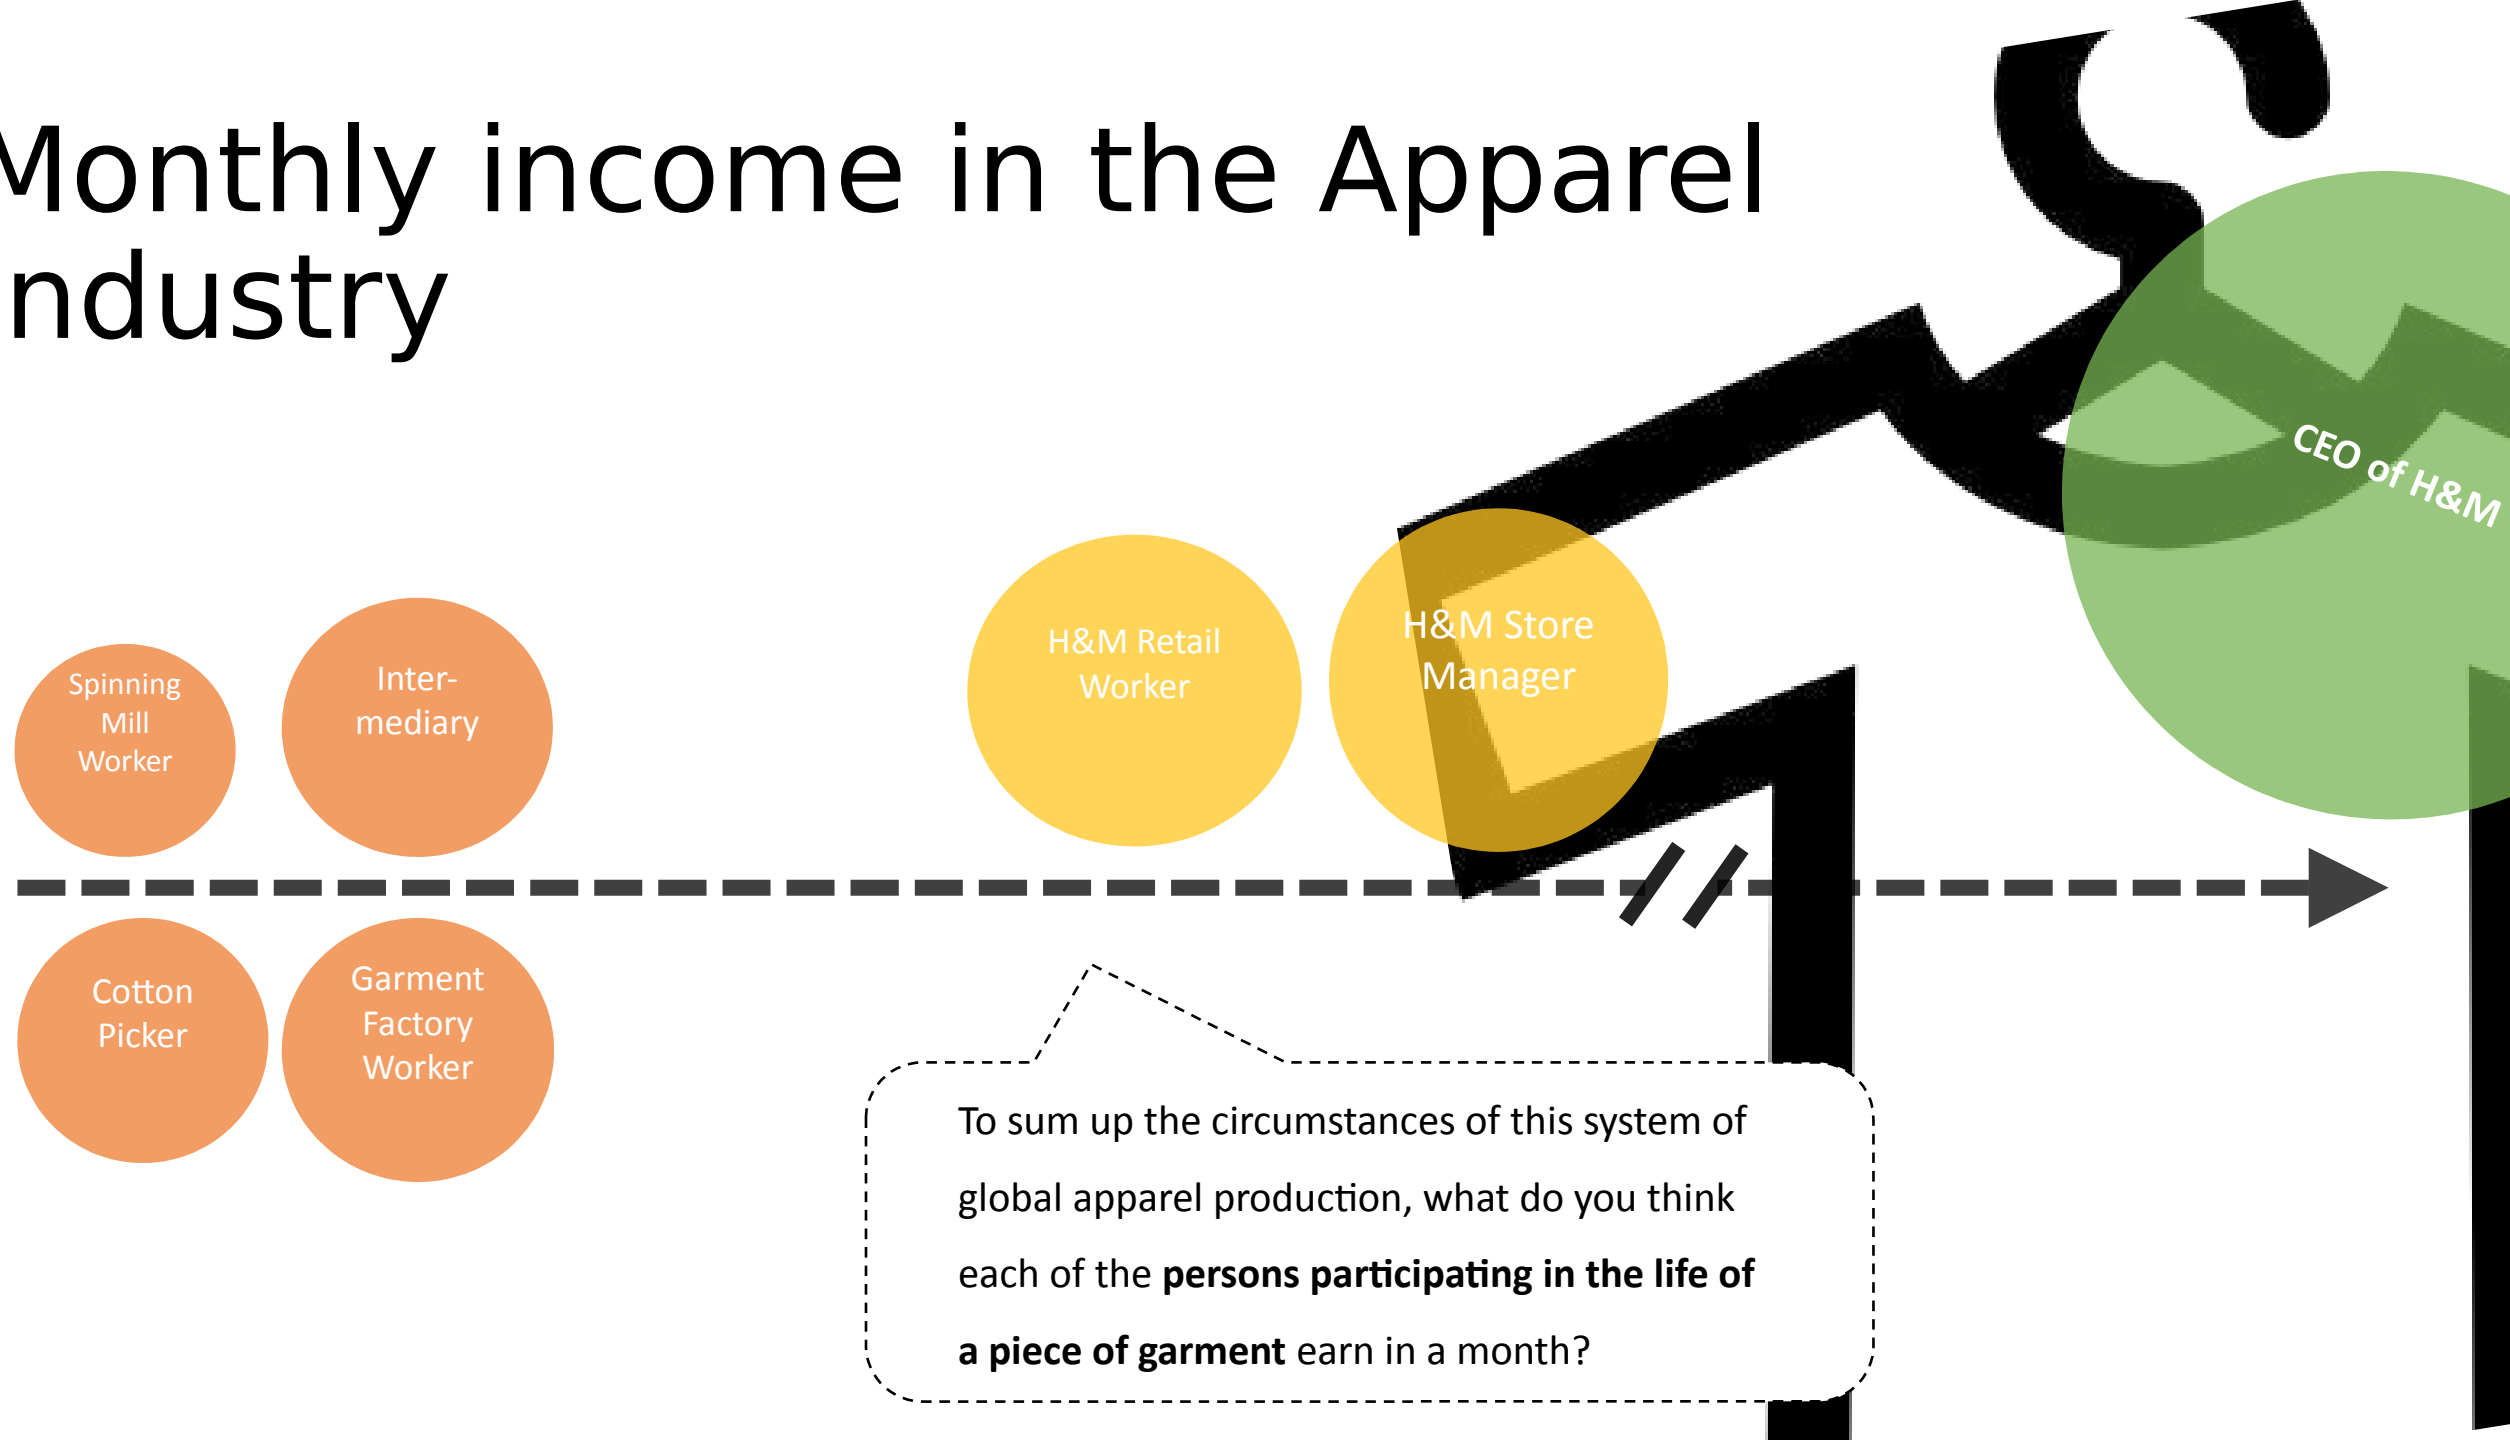 Monthly income in the Apparel
ndustry
CEO of H&M
H&M Retail
Worker
H&M Store
Manager
Spinning
Mill
Worker
Inter-
mediary
Cotton
Picker
Garment
Factory
Worker
To sum up the circumstances of this system of
global apparel production, what do you think
each of the persons participating in the life of
a piece of garment earn in a month?